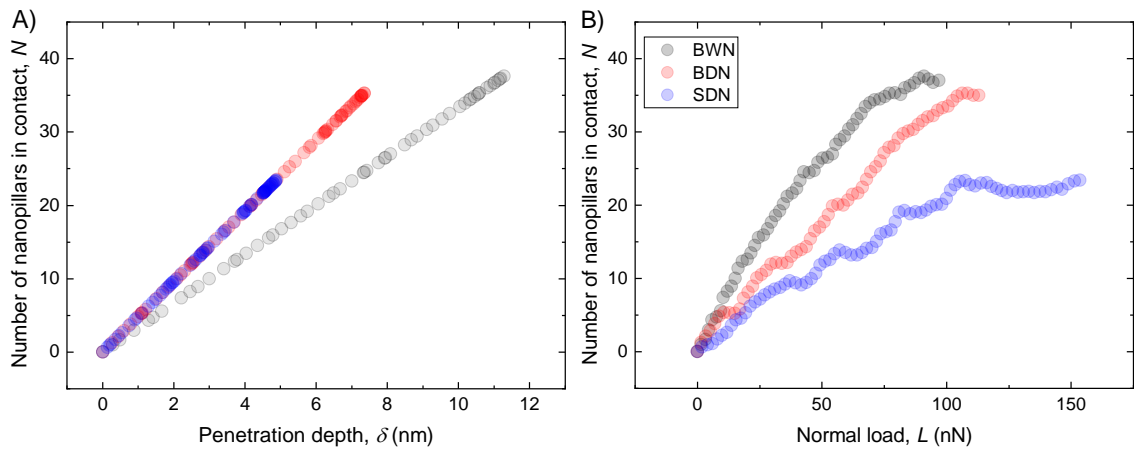 A)
40
30
20
10
0
Number of nanopillars in contact, N
0 2 4 6 8 10 12
Penetration depth, δ (nm)
B)
BWN
BDN
SDN
40
30
20
10
0
Number of nanopillars in contact, N
0 50 100 150
Normal load, L (nN)